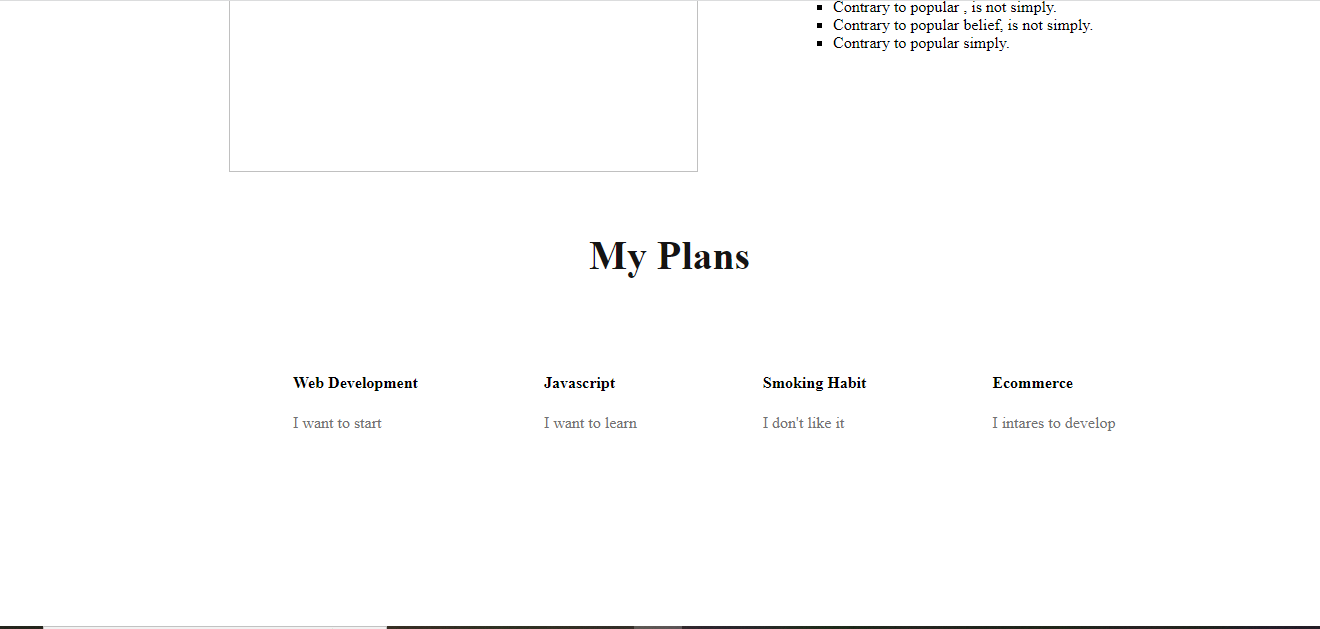 Contrary to popular , is not simply.
Contrary to popular belief, is not simply.
Contrary to popular simply.
My Plans
Web Development
I want to start
Javascript
I want to learn
Smoking Habit
I don't like it
Ecommerce
I intares to develop